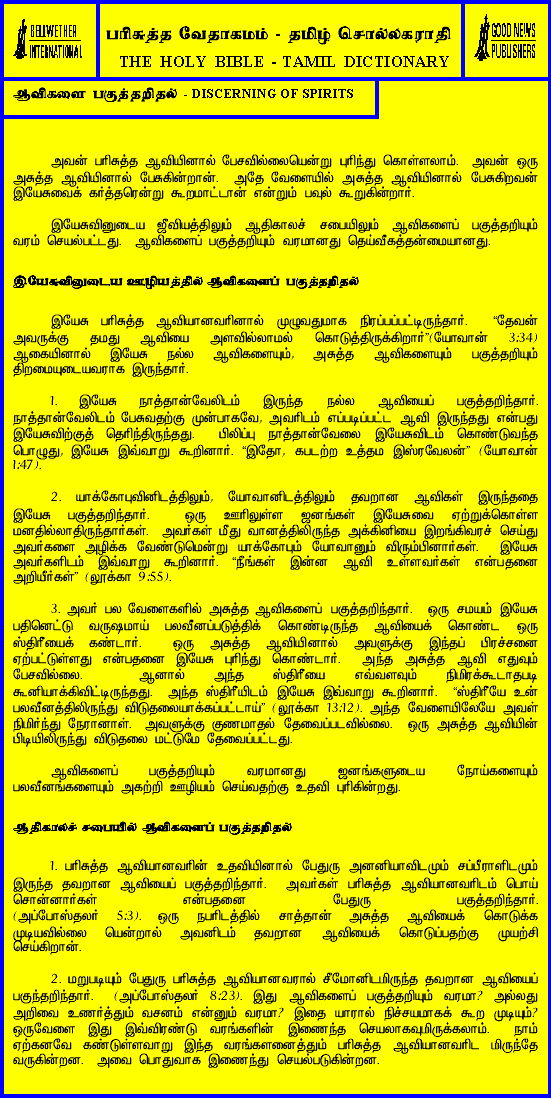 BELLWETHER
INTERNATIONAL
பரிசுத்த வேதாகமம் - தமிழ் சொல்லகராதி
THE HOLY BIBLE - TAMIL DICTIONARY
GOOD NEWS
PUBLISHERS
ஆவிகளை பகுத்தறிதல் - DISCERNING OF SPIRITS
அவன் பரிசுத்த ஆவியினால் பேசவில்லையென்று புரிந்து கொள்ளலாம். அவன் ஒரு
அசுத்த ஆவியினால் பேசுகின்றான். அதே வேளையில் அசுத்த ஆவியினால் பேசுகிறவன்
இயேசுவைக் கர்த்தரென்று கூறமாட்டான் என்றும் பவுல் கூறுகின்றார்.
இயேசுவினுடைய ஜீவியத்திலும் ஆதிகாலச் சபையிலும் ஆவிகளைப் பகுத்தறியும்
வரம் செயல்பட்டது. ஆவிகளைப் பகுத்தறியும் வரமானது தெய்வீகத்தன்மையானது.
இயேசுவினுடைய ஊழியத்தில் ஆவிகளைப் பகுத்தறிதல்
இயேசு பரிசுத்த ஆவியானவரினால் முழுவதுமாக நிரப்பப்பட்டிருந்தார். “தேவன்
அவருக்கு தமது ஆவியை அளவில்லாமல் கொடுத்திருக்கிறார்”(யோவான் 3:34)
ஆகையினால் இயேசு நல்ல ஆவிகளையும், அசுத்த ஆவிகளையும் பகுத்தறியும்
திறமையுடையவராக இருந்தார்.
1. இயேசு நாத்தான்வேலிடம் இருந்த நல்ல ஆவியைப் பகுத்தறிந்தார்.
நாத்தான்வேலிடம் பேசுவதற்கு முன்பாகவே, அவரிடம் எப்படிப்பட்ட ஆவி இருந்தது என்பது
இயேசுவிற்குத் தெரிந்திருந்தது. பிலிப்பு நாத்தான்வேலை இயேசுவிடம் கொண்டுவந்த
பொழுது, இயேசு இவ்வாறு கூறினார். “இதோ, கபடற்ற உத்தம இஸ்ரவேலன்” (யோவான்
1:47).
2. யாக்கோபுவினிடத்திலும், யோவானிடத்திலும் தவறான ஆவிகள் இருந்ததை
இயேசு பகுத்தறிந்தார். ஒரு ஊரிலுள்ள ஜனங்கள் இயேசுவை ஏற்றுக்கொள்ள
மனதில்லாதிருந்தார்கள். அவர்கள் மீது வானத்திலிருந்த அக்கினியை இறங்கிவரச் செய்து
அவர்களை அழிக்க வேண்டுமென்று யாக்கோபும் யோவானும் விரும்பினார்கள். இயேசு
அவர்களிடம் இவ்வாறு கூறினார். “நீங்கள் இன்ன ஆவி உள்ளவர்கள் என்பதனை
அறியீர்கள்” (லூக்கா 9:55).
3. அவர் பல வேளைகளில் அசுத்த ஆவிகளைப் பகுத்தறிந்தார். ஒரு சமயம் இயேசு
பதினெட்டு வருஷமாய் பலவீனப்படுத்திக் கொண்டிருந்த ஆவியைக் கொண்ட ஒரு
ஸ்திரீயைக் கண்டார். ஒரு அசுத்த ஆவியினால் அவளுக்கு இந்தப் பிரச்சனை
ஏற்பட்டுள்ளது என்பதனை இயேசு புரிந்து கொண்டார். அந்த அசுத்த ஆவி எதுவும்
பேசவில்லை. ஆனால் அந்த ஸ்திரீயை எவ்வளவும் நிமிரக்கூடாதபடி
கூனியாக்கிவிட்டிருந்தது. அந்த ஸ்திரீயிடம் இயேசு இவ்வாறு கூறினார். “ஸ்திரீயே உன்
பலவீனத்திலிருந்து விடுதலையாக்கப்பட்டாய்” (லூக்கா 13:12). அந்த வேளையிலேயே அவள்
நிமிர்ந்து நேரானாள். அவளுக்கு குணமாதல் தேவைப்படவில்லை. ஒரு அசுத்த ஆவியின்
பிடியிலிருந்து விடுதலை மட்டுமே தேவைப்பட்டது.
ஆவிகளைப் பகுத்தறியும் வரமானது ஜனங்களுடைய நோய்களையும்
பலவீனங்களையும் அகற்றி ஊழியம் செய்வதற்கு உதவி புரிகின்றது.
ஆதிகாலச் சபையில் ஆவிகளைப் பகுத்தறிதல்
1. பரிசுத்த ஆவியானவரின் உதவியினால் பேதுரு அனனியாவிடமும் சப்பீராளிடமும்
இருந்த தவறான ஆவியைப் பகுத்தறிந்தார். அவர்கள் பரிசுத்த ஆவியானவரிடம் பொய்
சொன்னார்கள் என்பதனை பேதுரு பகுத்தறிந்தார்.
(அப்போஸ்தலர் 5:3). ஒரு நபரிடத்தில் சாத்தான் அசுத்த ஆவியைக் கொடுக்க
முடியவில்லை யென்றால் அவனிடம் தவறான ஆவியைக் கொடுப்பதற்கு முயற்சி
செய்கிறான்.
2. மறுபடியும் பேதுரு பரிசுத்த ஆவியானவரால் சீமோனிடமிருந்த தவறான ஆவியைப்
பகுந்தறிந்தார். (அப்போஸ்தலர் 8:23). இது ஆவிகளைப் பகுத்தறியும் வரமா? அல்லது
அறிவை உணர்த்தும் வசனம் என்னும் வரமா? இதை யாரால் நிச்சயமாகக் கூற முடியும்?
ஒருவேளை இது இவ்விரண்டு வரங்களின் இணைந்த செயலாகவுமிருக்கலாம். நாம்
ஏற்கனவே கண்டுள்ளவாறு இந்த வரங்களனைத்தும் பரிசுத்த ஆவியானவரிட மிருந்தே
வருகின்றன. அவை பொதுவாக இணைந்து செயல்படுகின்றன.